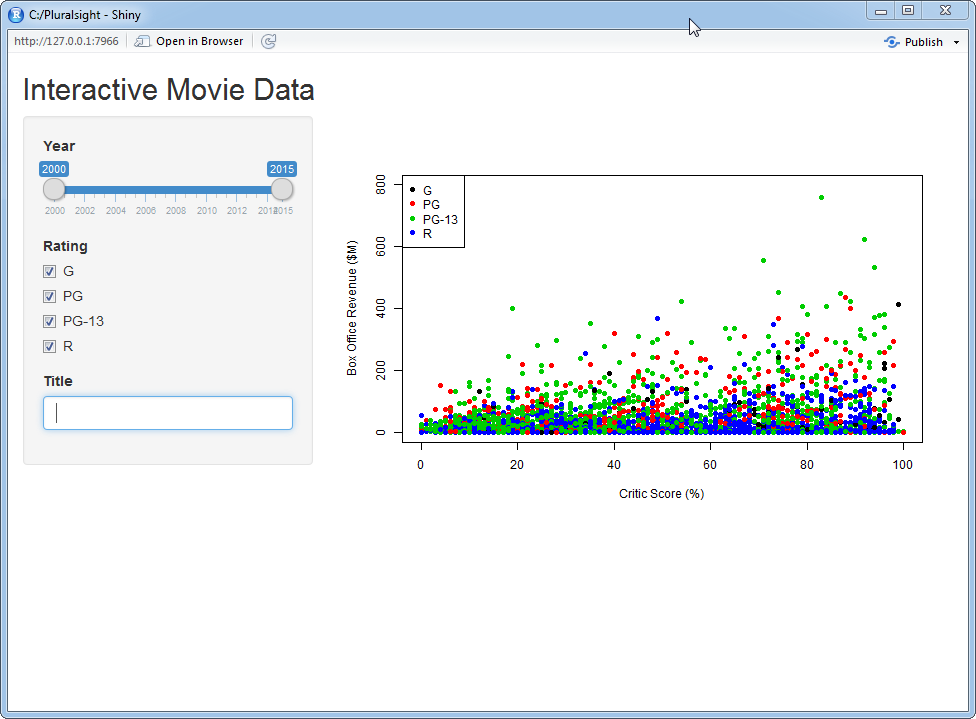 C:/Pluralsight - Shiny
http://127.0.0.1:7966 Open in Browser Publish
Interactive Movie Data
Year
2000 2015
2000 2002 2004 2006 2008 2010 2012 2014 2015
Rating
G
PG
PG-13
R
Title
G
PG
PG-13
R
Box Office Revenue ($M)
800
600
400
200
0
0 20 40 60 80 100
Critic Score (%)